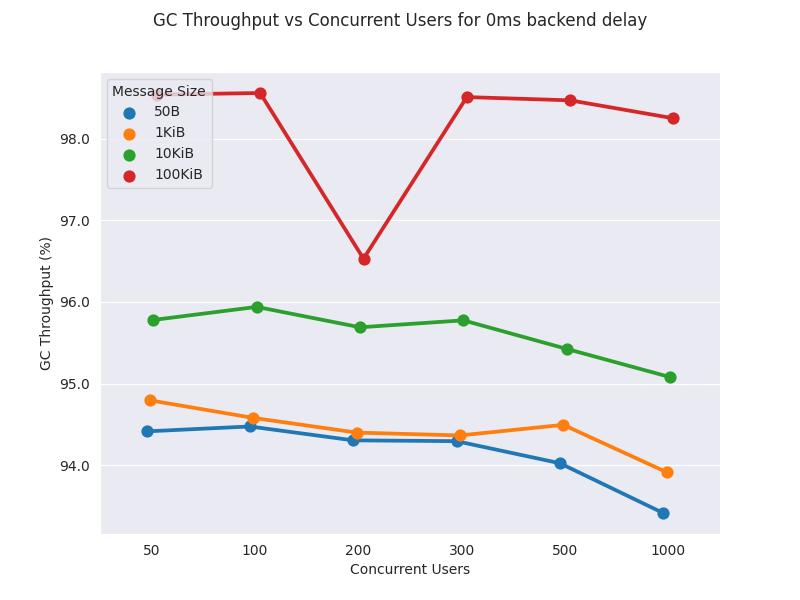 GC Throughput vs Concurrent Users for 0ms backend delay
Message Size
50B
1KiB
10KiB
100KiB
98.0
97.0
96.0
95.0
94.0
GC Throughput (%)
50 100 200 300 500 1000
Concurrent Users